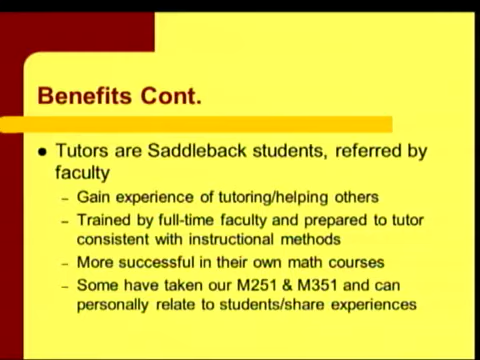 Benefits Cont.
● Tutors are Saddleback students, referred by
faculty
– Gain experience of tutoring/helping others
– Trained by full-time faculty and prepared to tutor
consistent with instructional methods
– More successful in their own math courses
– Some have taken our M251 & M351 and can
personally relate to students/share experiences